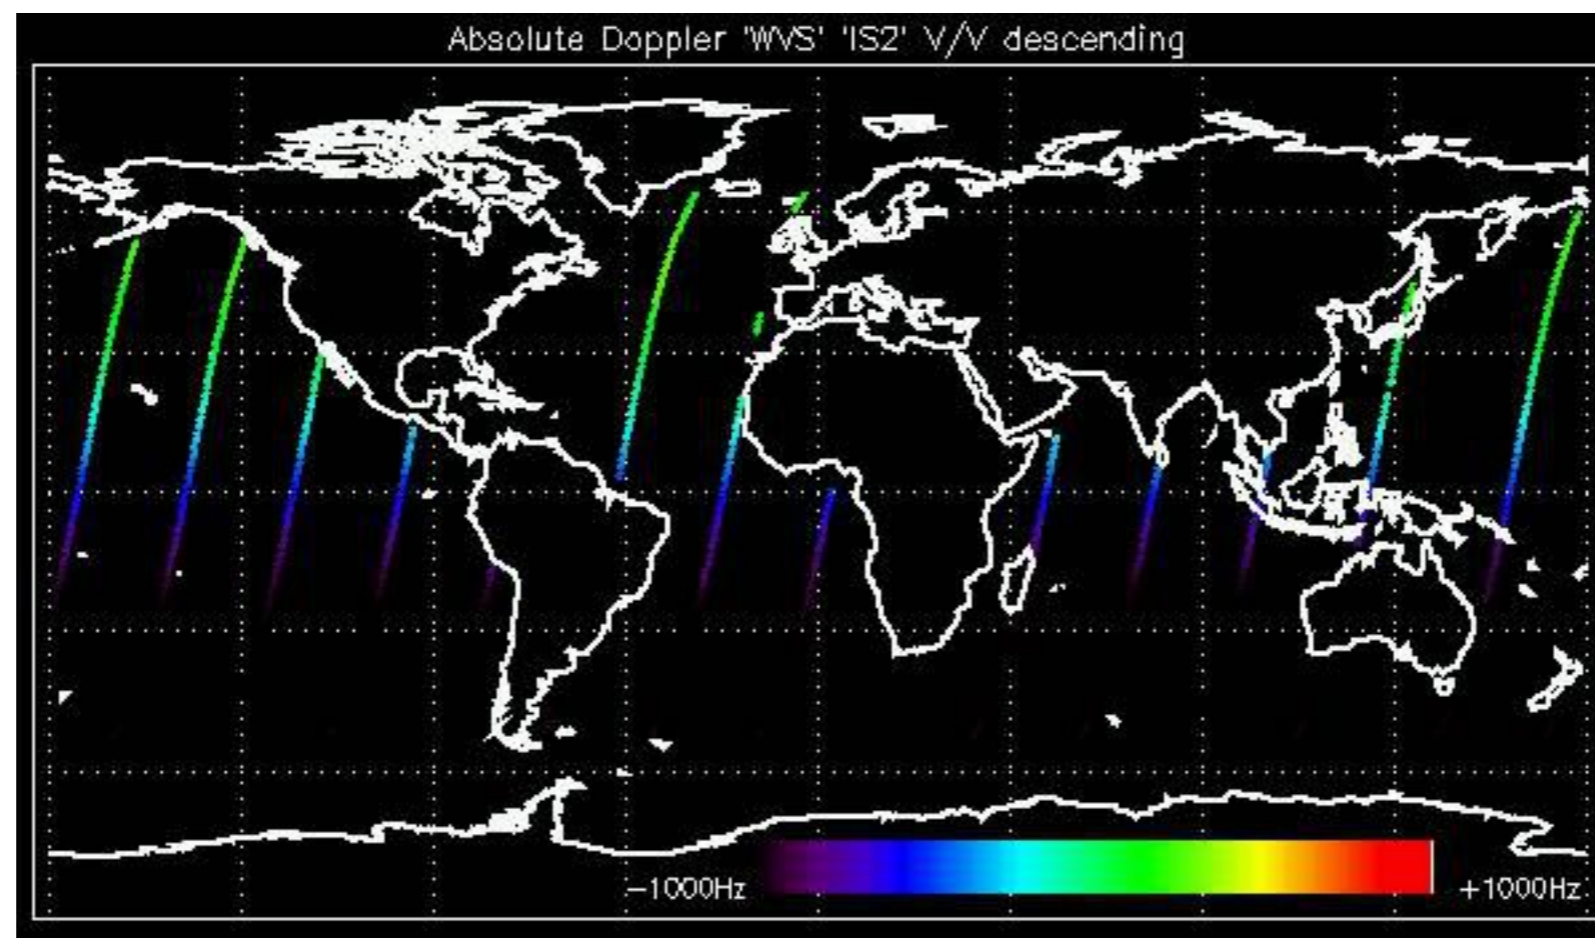 Absolute Doppler 'WVS' 'IS2' V/V descending
−1000Hz
+1000Hz